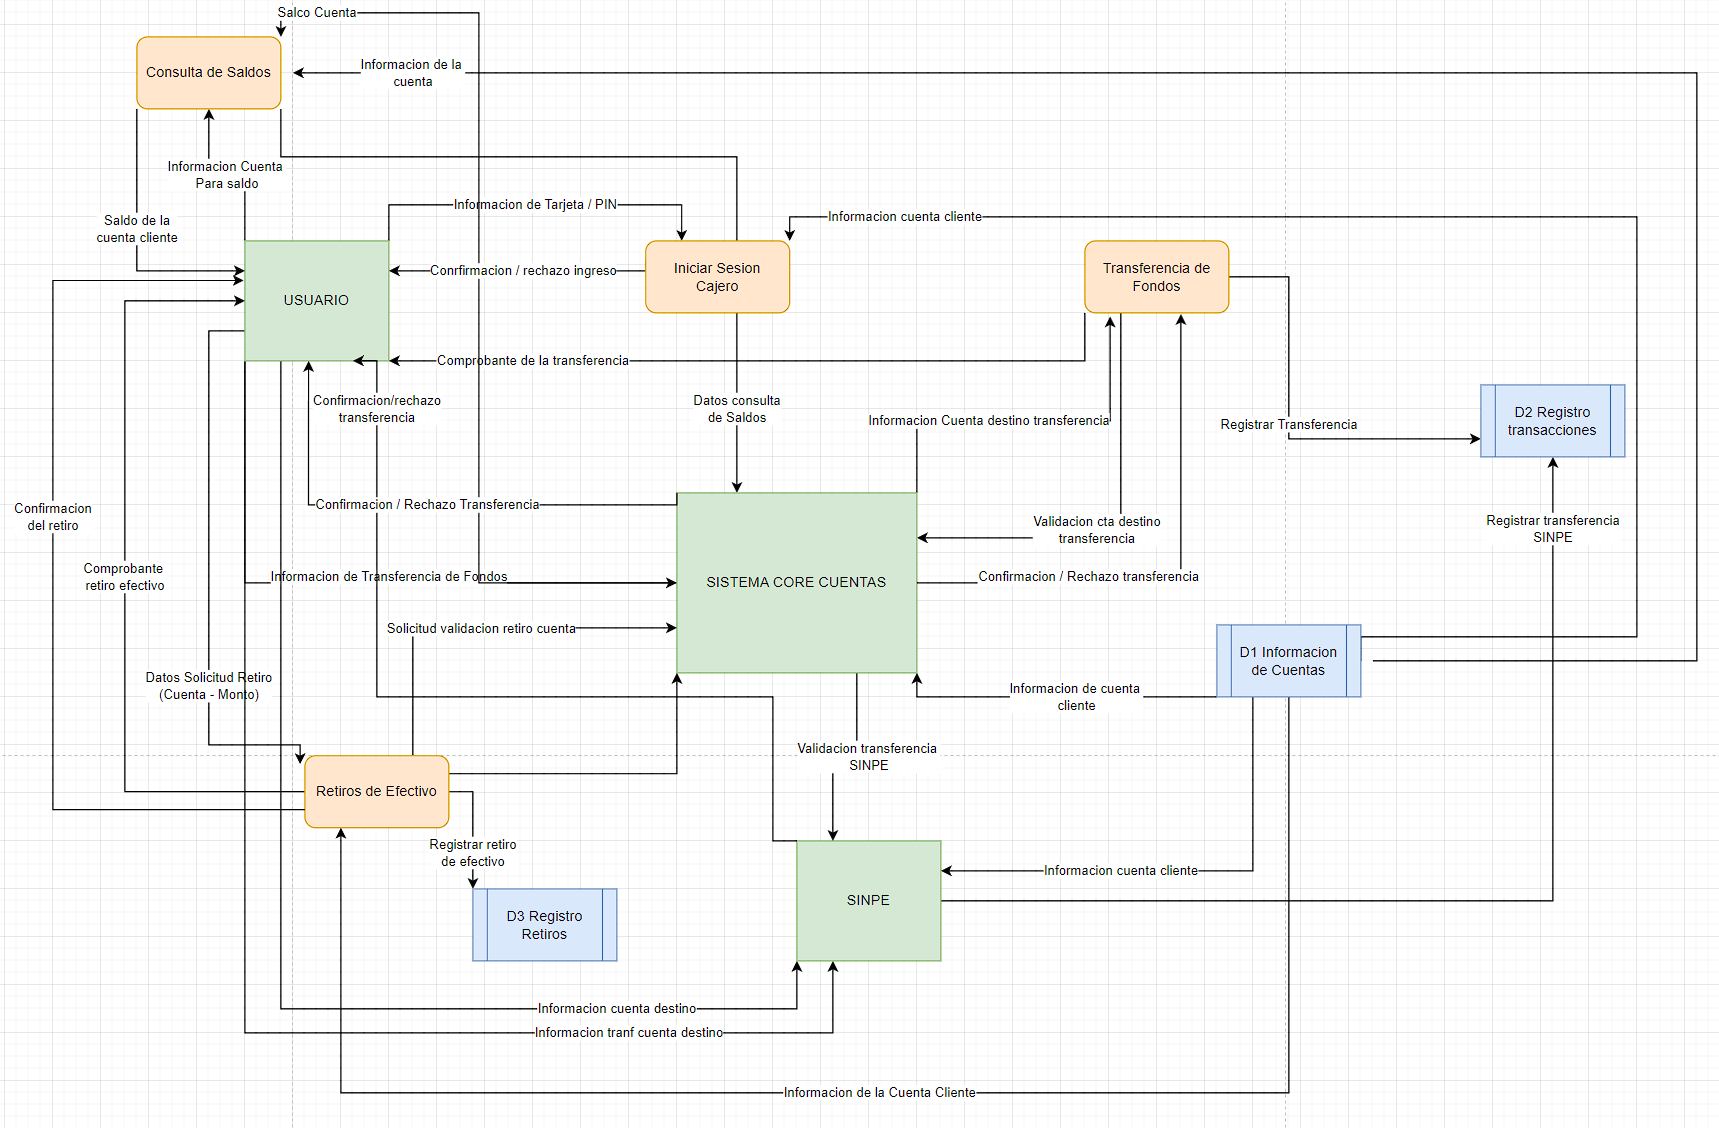 Salco Cuenta
Consulta de Saldos
Informacion de la
cuenta
Informacion Cuenta
Para saldo
Saldo de la
cuenta cliente
Informacion de Tarjeta / PIN
Informacion cuenta cliente
Conrfirmacion / rechazo ingreso
Iniciar Sesion
Cajero
Transferencia de
Fondos
USUARIO
Comprobante de la transferencia
Confirmacion/rechazo
transferencia
Datos consulta
de Saldos
Informacion Cuenta destino transferencia
Registrar Transferencia
D2 Registro
transacciones
Confirmacion
del retiro
Confirmacion / Rechazo Transferencia
Validacion cta destino
transferencia
Registrar transferencia
SINPE
Comprobante
retiro efectivo
Informacion de Transferencia de Fondos
SISTEMA CORE CUENTAS
Confirmacion / Rechazo transferencia
Solicitud validacion retiro cuenta
D1 Informacion
de Cuentas
Datos Solicitud Retiro
(Cuenta - Monto)
Informacion de cuenta
cliente
Validacion transferencia
SINPE
Retiros de Efectivo
Registrar retiro
de efectivo
Informacion cuenta cliente
SINPE
D3 Registro
Retiros
Informacion cuenta destino
Informacion tranf cuenta destino
Informacion de la Cuenta Cliente